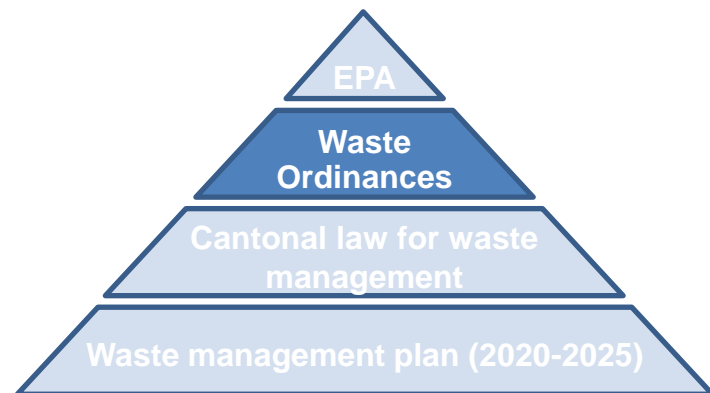 EPA
Waste
Ordinances
Cantonal law for waste
management
Waste management plan (2020-2025)